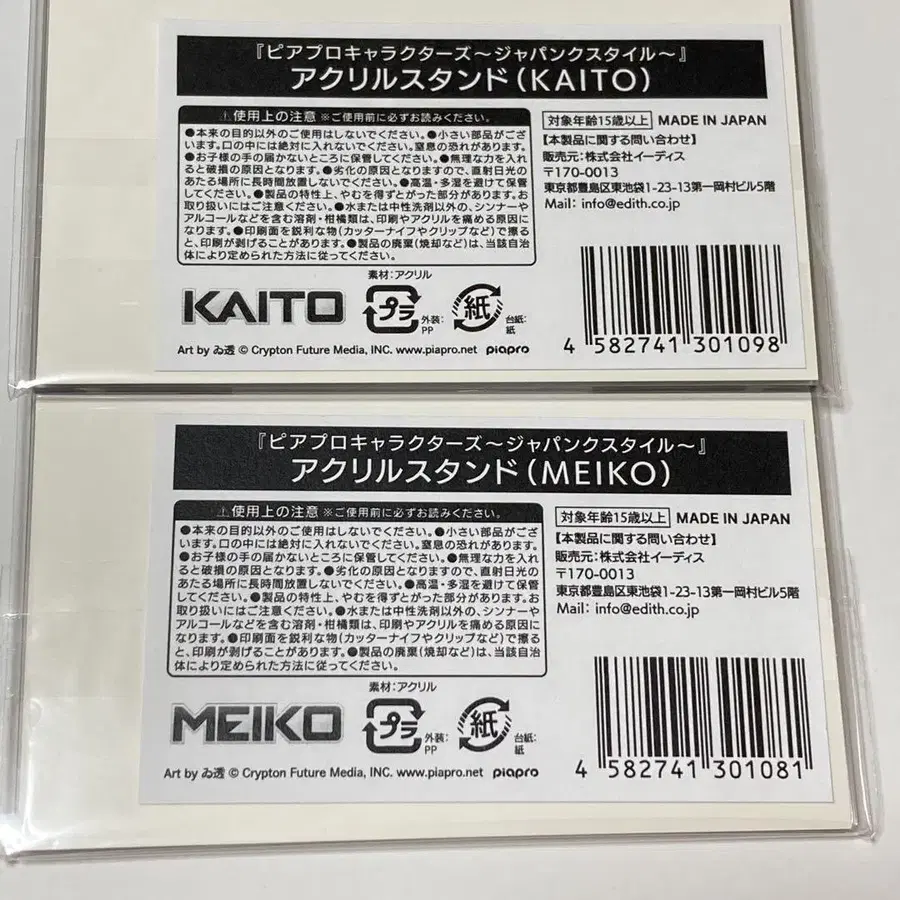 『ピアプロキャラクターズ～ジャパンクスタイル～』
アクリルスタンド(KAITO)
⚠使用上の注意 ※ご使用前に必ずお読みください。
●本来の目的以外のご使用はしないでください。●小さい部品がござ
います。口の中には絶対に入れないでください。窒息の恐れがあります。
●お子様の手の届かないところに保管してください。●無理な力を入れ
ると破損の原因となります。●劣化の原因となりますので、直射日光の
あたる場所に長時間放置しないでください。●高温・多湿を避けて保管
してください。●製品の特性上、やむを得ずとがった部分があります。お
取り扱いにはご注意ください。●水または中性洗剤以外の、シンナーや
アルコールなどを含む溶剤・柑橘類は、印刷やアクリルを痛める原因に
なります。●印刷面を鋭利な物(カッターナイフやクリップなど)で擦る
と、印刷が剥げることがあります。●製品の廃棄(焼却など)は、当該自治
体により定められた方法に従ってください。
対象年齢15歳以上 MADE IN JAPAN
【本製品に関する問い合わせ】
販売元:株式会社イーディス
〒170-0013
東京都豊島区東池袋1-23-13第一岡村ビル5階
Mail: info@edith.co.jp
素材:アクリル
KAITO
プラ
外装:
PP
紙
台紙:
紙
Art by ゐ透 © Crypton Future Media, INC. www.piapro.net piapro
4 582741 301098
『ピアプロキャラクターズ～ジャパンクスタイル～』
アクリルスタンド(MEIKO)
⚠使用上の注意 ※ご使用前に必ずお読みください。
●本来の目的以外のご使用はしないでください。●小さい部品がござ
います。口の中には絶対に入れないでください。窒息の恐れがあります。
●お子様の手の届かないところに保管してください。●無理な力を入れ
ると破損の原因となります。●劣化の原因となりますので、直射日光の
あたる場所に長時間放置しないでください。●高温・多湿を避けて保管
してください。●製品の特性上、やむを得ずとがった部分があります。お
取り扱いにはご注意ください。●水または中性洗剤以外の、シンナーや
アルコールなどを含む溶剤・柑橘類は、印刷やアクリルを痛める原因に
なります。●印刷面を鋭利な物(カッターナイフやクリップなど)で擦る
と、印刷が剥げることがあります。●製品の廃棄(焼却など)は、当該自治
体により定められた方法に従ってください。
対象年齢15歳以上 MADE IN JAPAN
【本製品に関する問い合わせ】
販売元:株式会社イーディス
〒170-0013
東京都豊島区東池袋1-23-13第一岡村ビル5階
Mail: info@edith.co.jp
素材:アクリル
MEIKO
プラ
外装:
PP
紙
台紙:
紙
Art by ゐ透 © Crypton Future Media, INC. www.piapro.net piapro
4 582741 301081